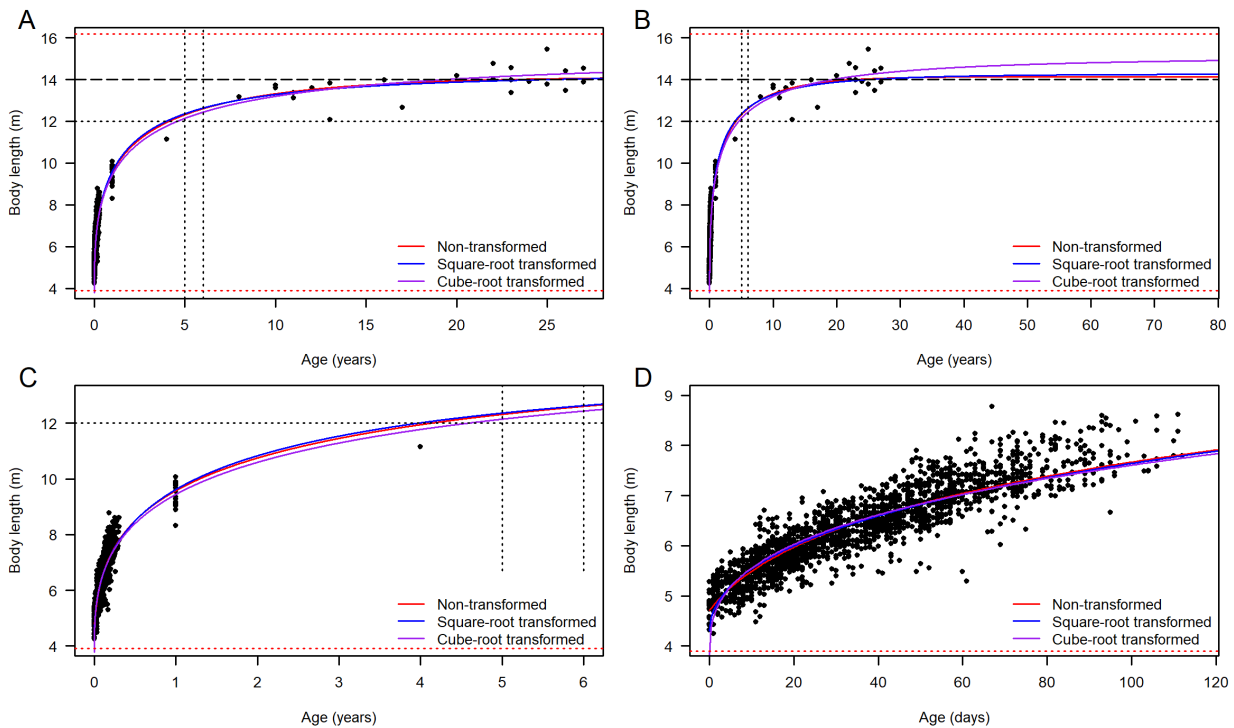 A
Body length (m)
16
14
12
10
8
6
4
0 5 10 15 20 25
Age (years)
Non-transformed
Square-root transformed
Cube-root transformed
B
Body length (m)
16
14
12
10
8
6
4
0 10 20 30 40 50 60 70 80
Age (years)
Non-transformed
Square-root transformed
Cube-root transformed
C
Body length (m)
12
10
8
6
4
0 1 2 3 4 5 6
Age (years)
Non-transformed
Square-root transformed
Cube-root transformed
D
Body length (m)
9
8
7
6
5
4
0 20 40 60 80 100 120
Age (days)
Non-transformed
Square-root transformed
Cube-root transformed